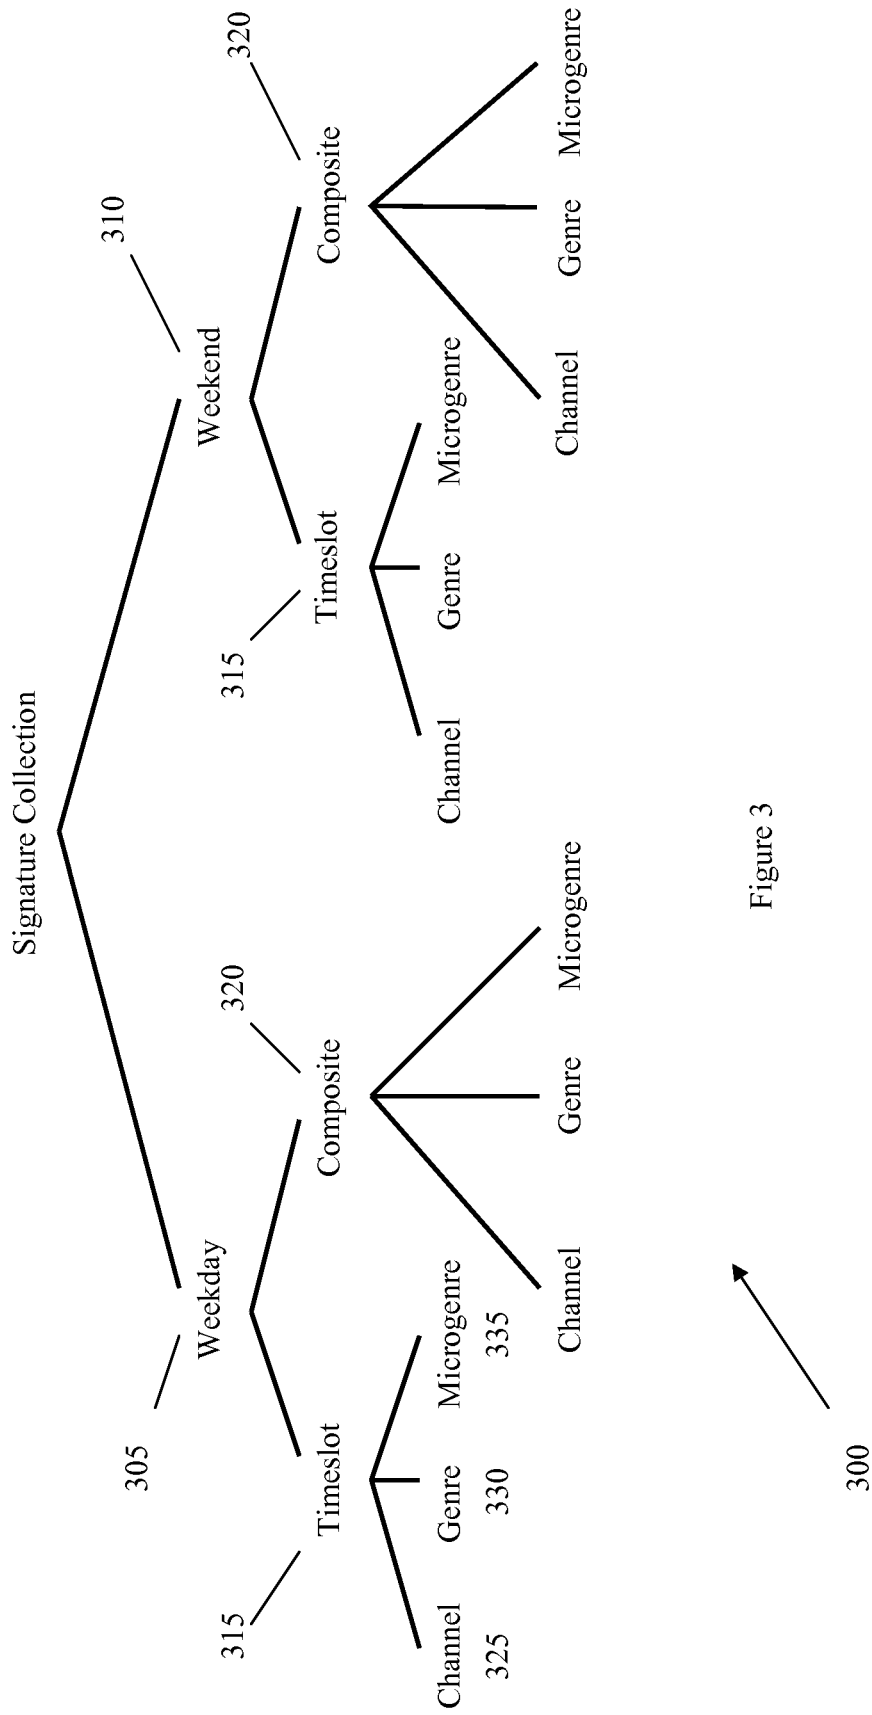 Signature Collection
305
310
Weekday
Weekend
315
320
315
320
Timeslot
Composite
Timeslot
Composite
Channel
Genre
Microgenre
Channel
Genre
Microgenre
325
330
335
Channel
Genre
Microgenre
Channel
Genre
Microgenre
Figure 3
300